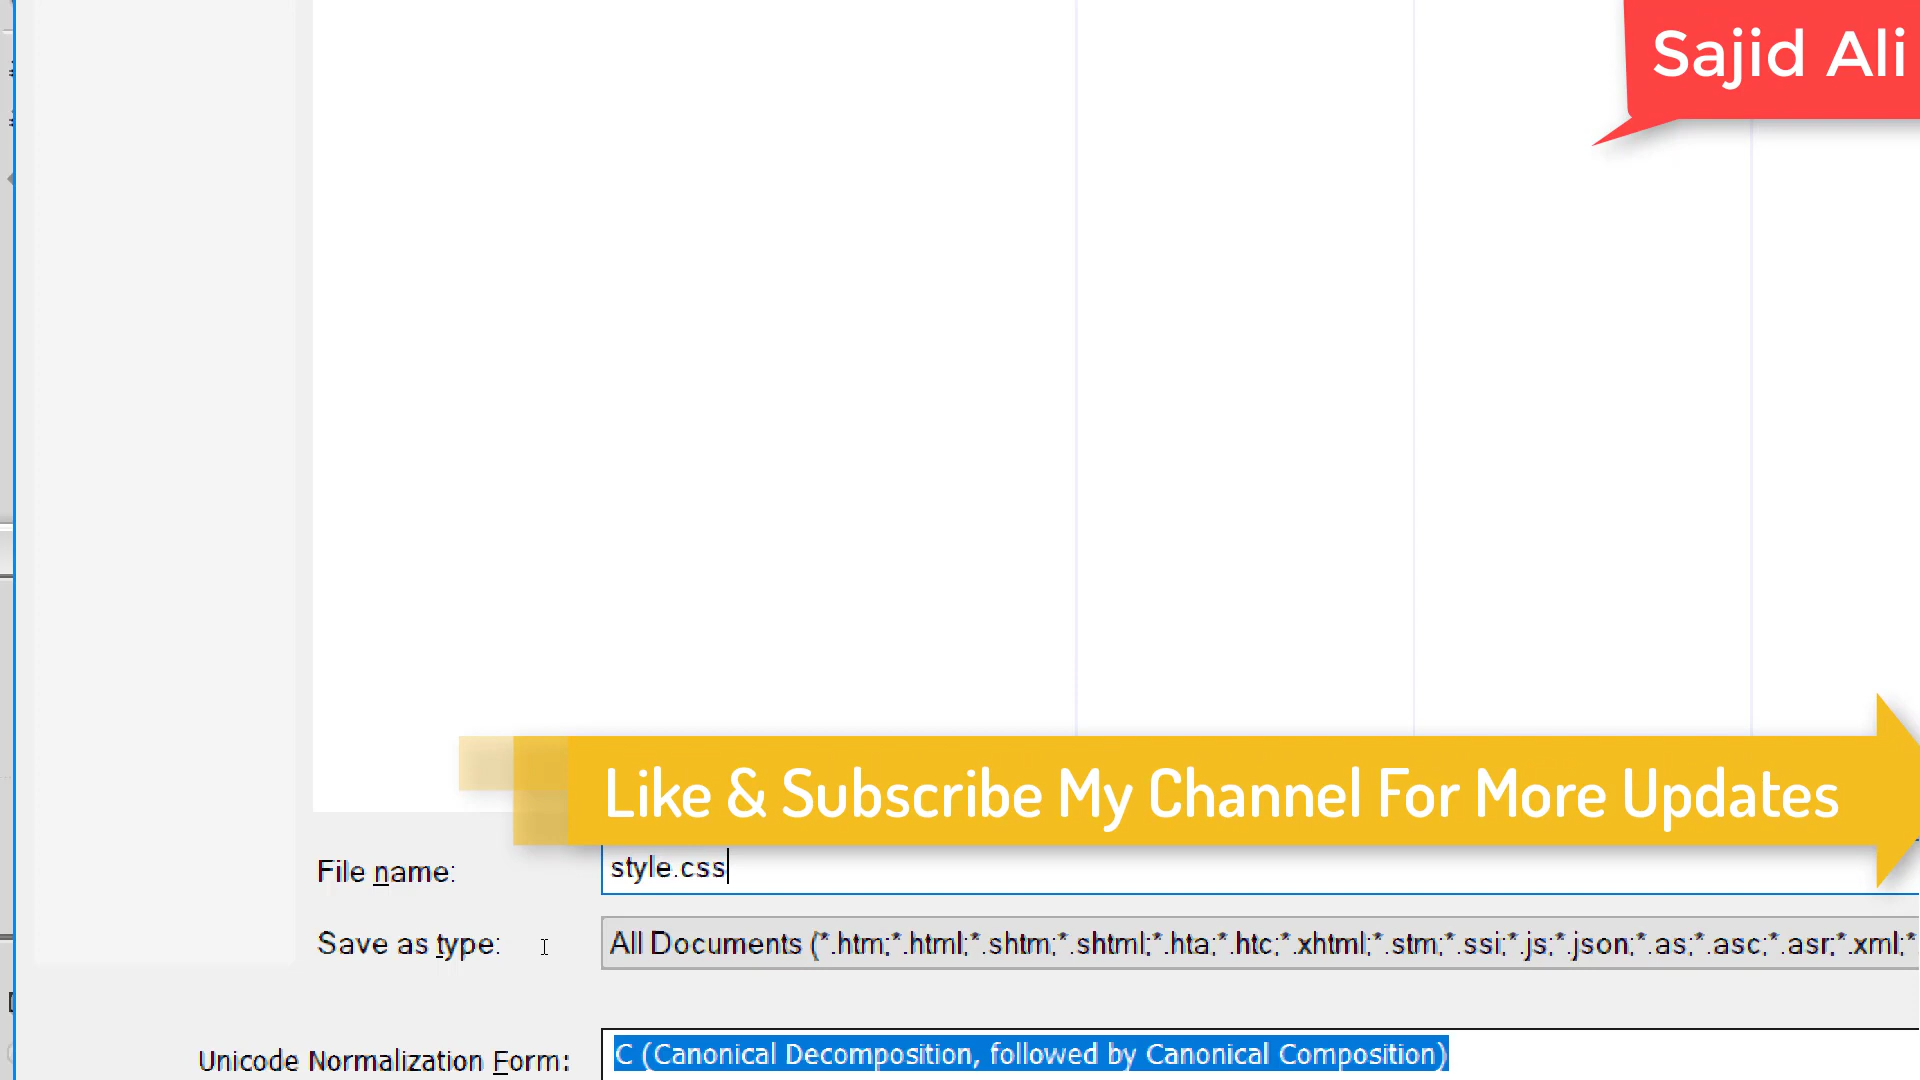 Sajid Ali
Like & Subscribe My Channel For More Updates
File name: style.css
Save as type: All Documents (*.htm;*.html;*.shtm;*.shtml;*.hta;*.htc;*.xhtml;*.stm;*.ssi;*.js;*.json;*.as;*.asc;*.asr;*.xml;*.
Unicode Normalization Form: C (Canonical Decomposition, followed by Canonical Composition)